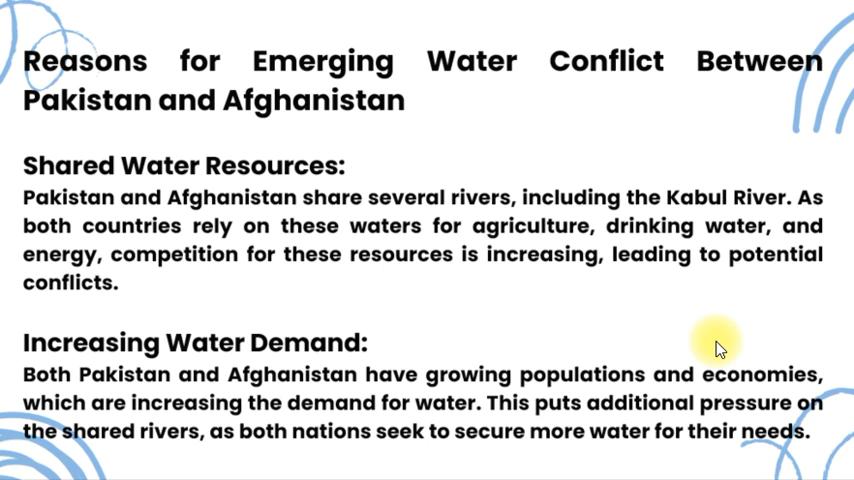 Reasons for Emerging Water Conflict Between
Pakistan and Afghanistan
Shared Water Resources:
Pakistan and Afghanistan share several rivers, including the Kabul River. As
both countries rely on these waters for agriculture, drinking water, and
energy, competition for these resources is increasing, leading to potential
conflicts.
Increasing Water Demand:
Both Pakistan and Afghanistan have growing populations and economies,
which are increasing the demand for water. This puts additional pressure on
the shared rivers, as both nations seek to secure more water for their needs.